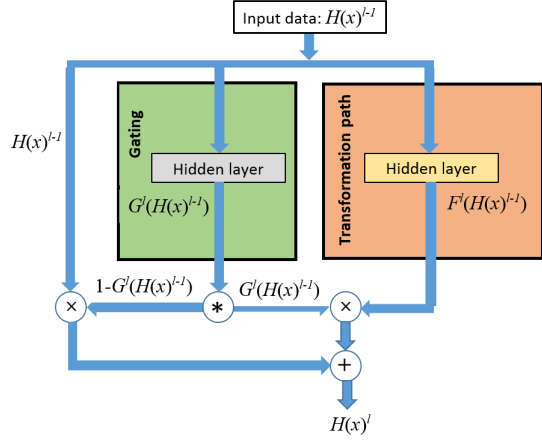 Input data: H(x)^{l-1}
Gating
Transformation path
H(x)^{l-1}
Hidden layer
Hidden layer
G^l(H(x)^{l-1})
F^l(H(x)^{l-1})
1-G^l(H(x)^{l-1})
G^l(H(x)^{l-1})
×
*
×
+
H(x)^l